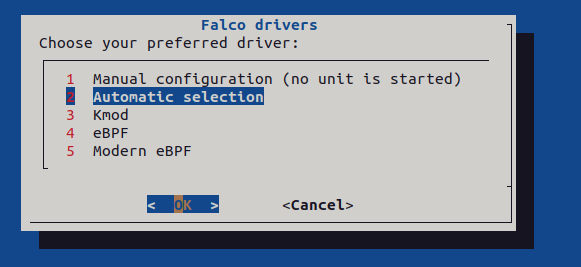 Falco drivers
Choose your preferred driver:
1 Manual configuration (no unit is started)
2 Automatic selection
3 Kmod
4 eBPF
5 Modern eBPF
< OK > <Cancel>